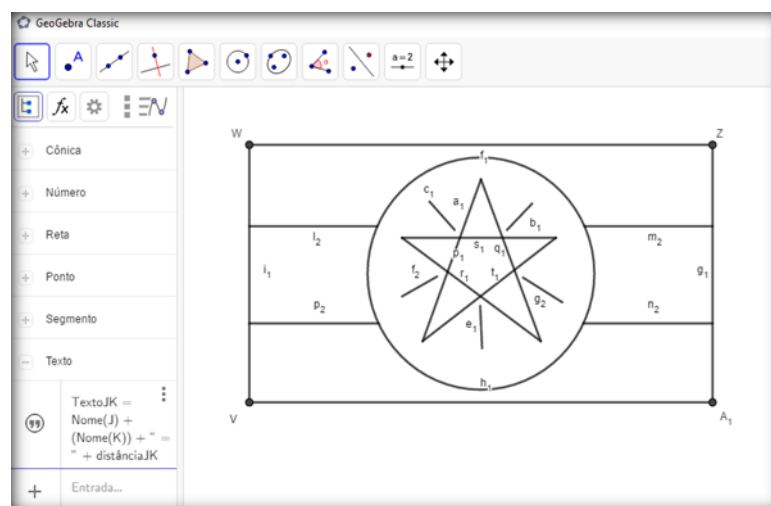 GeoGebra Classic
A
a=2
fx
Cônica
Número
Reta
Ponto
Segmento
Texto
TextoJK =
Nome(J) +
(Nome(K)) + " =
" + distânciaJK
Entrada...
W
Z
f₁
c₁
a₁
b₁
l₂
s₁
q₁
p₁
m₂
i₁
f₂
r₁
t₁
g₁
p₂
g₂
n₂
e₁
h₁
V
A₁